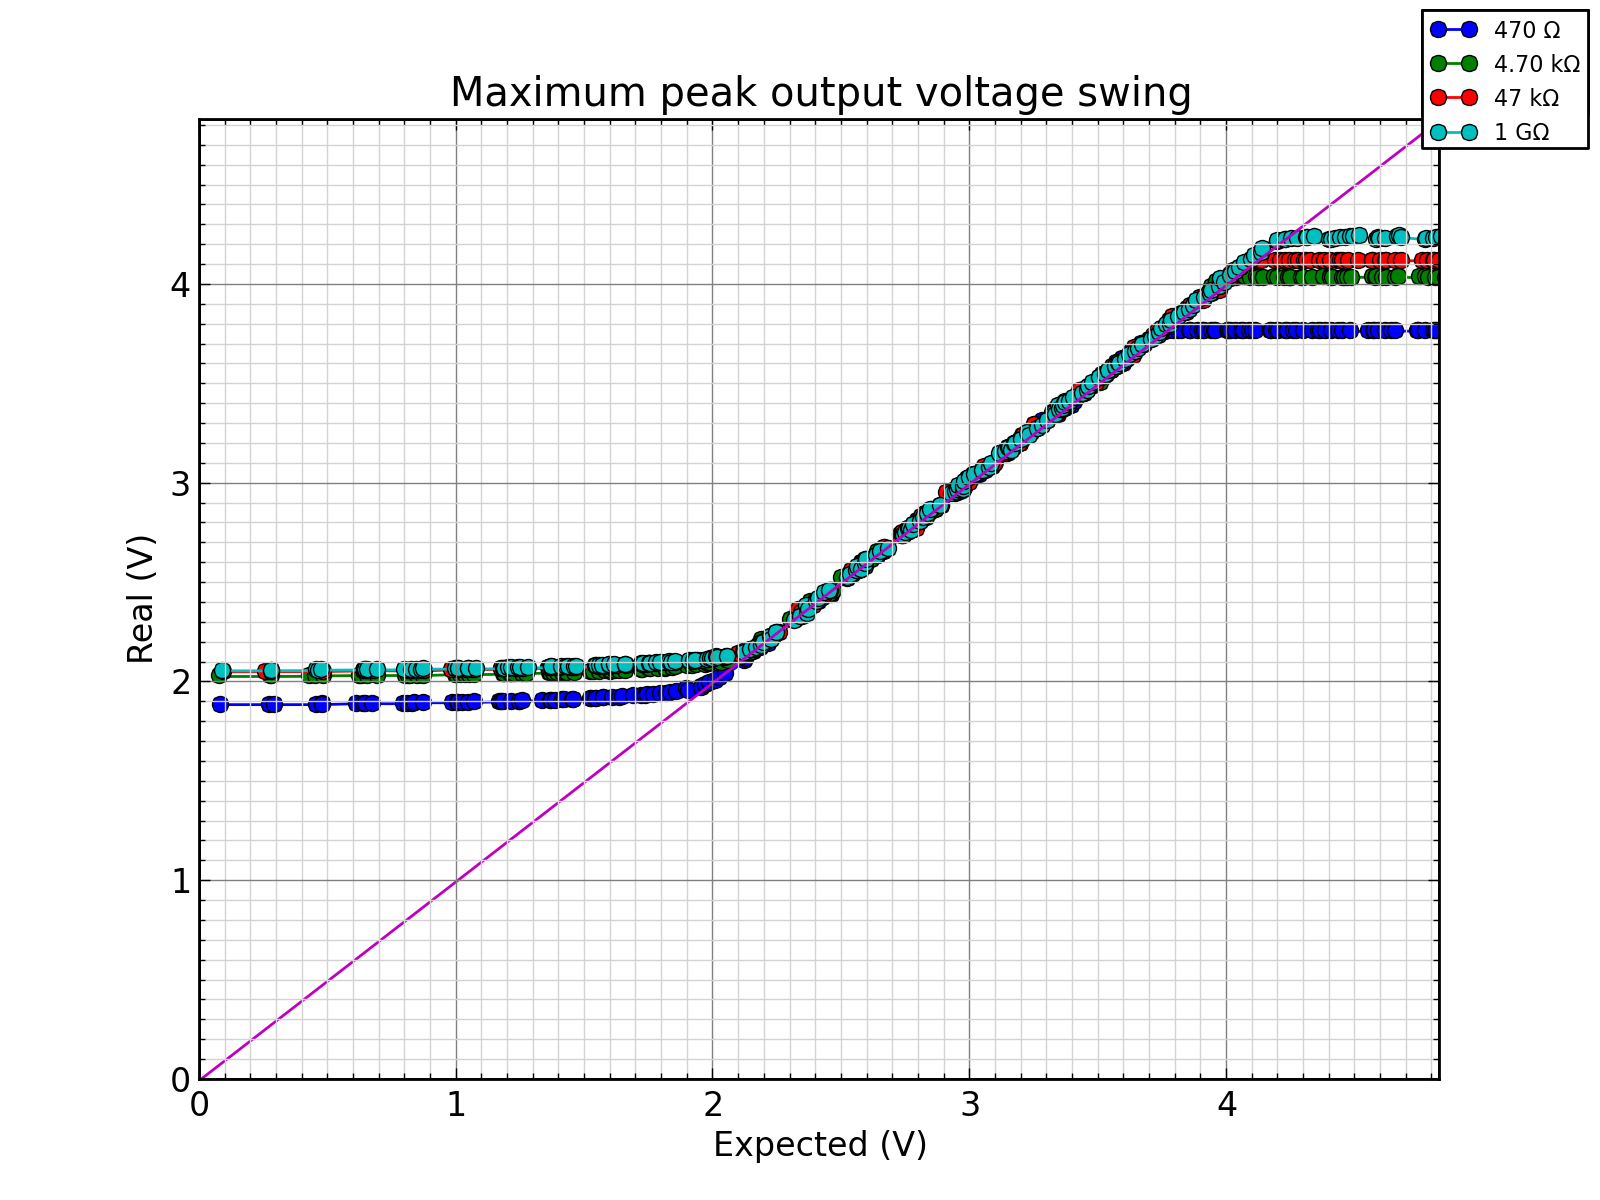 470 Ω
4.70 kΩ
47 kΩ
1 GΩ
Maximum peak output voltage swing
4
3
2
1
0
Real (V)
0 1 2 3 4
Expected (V)